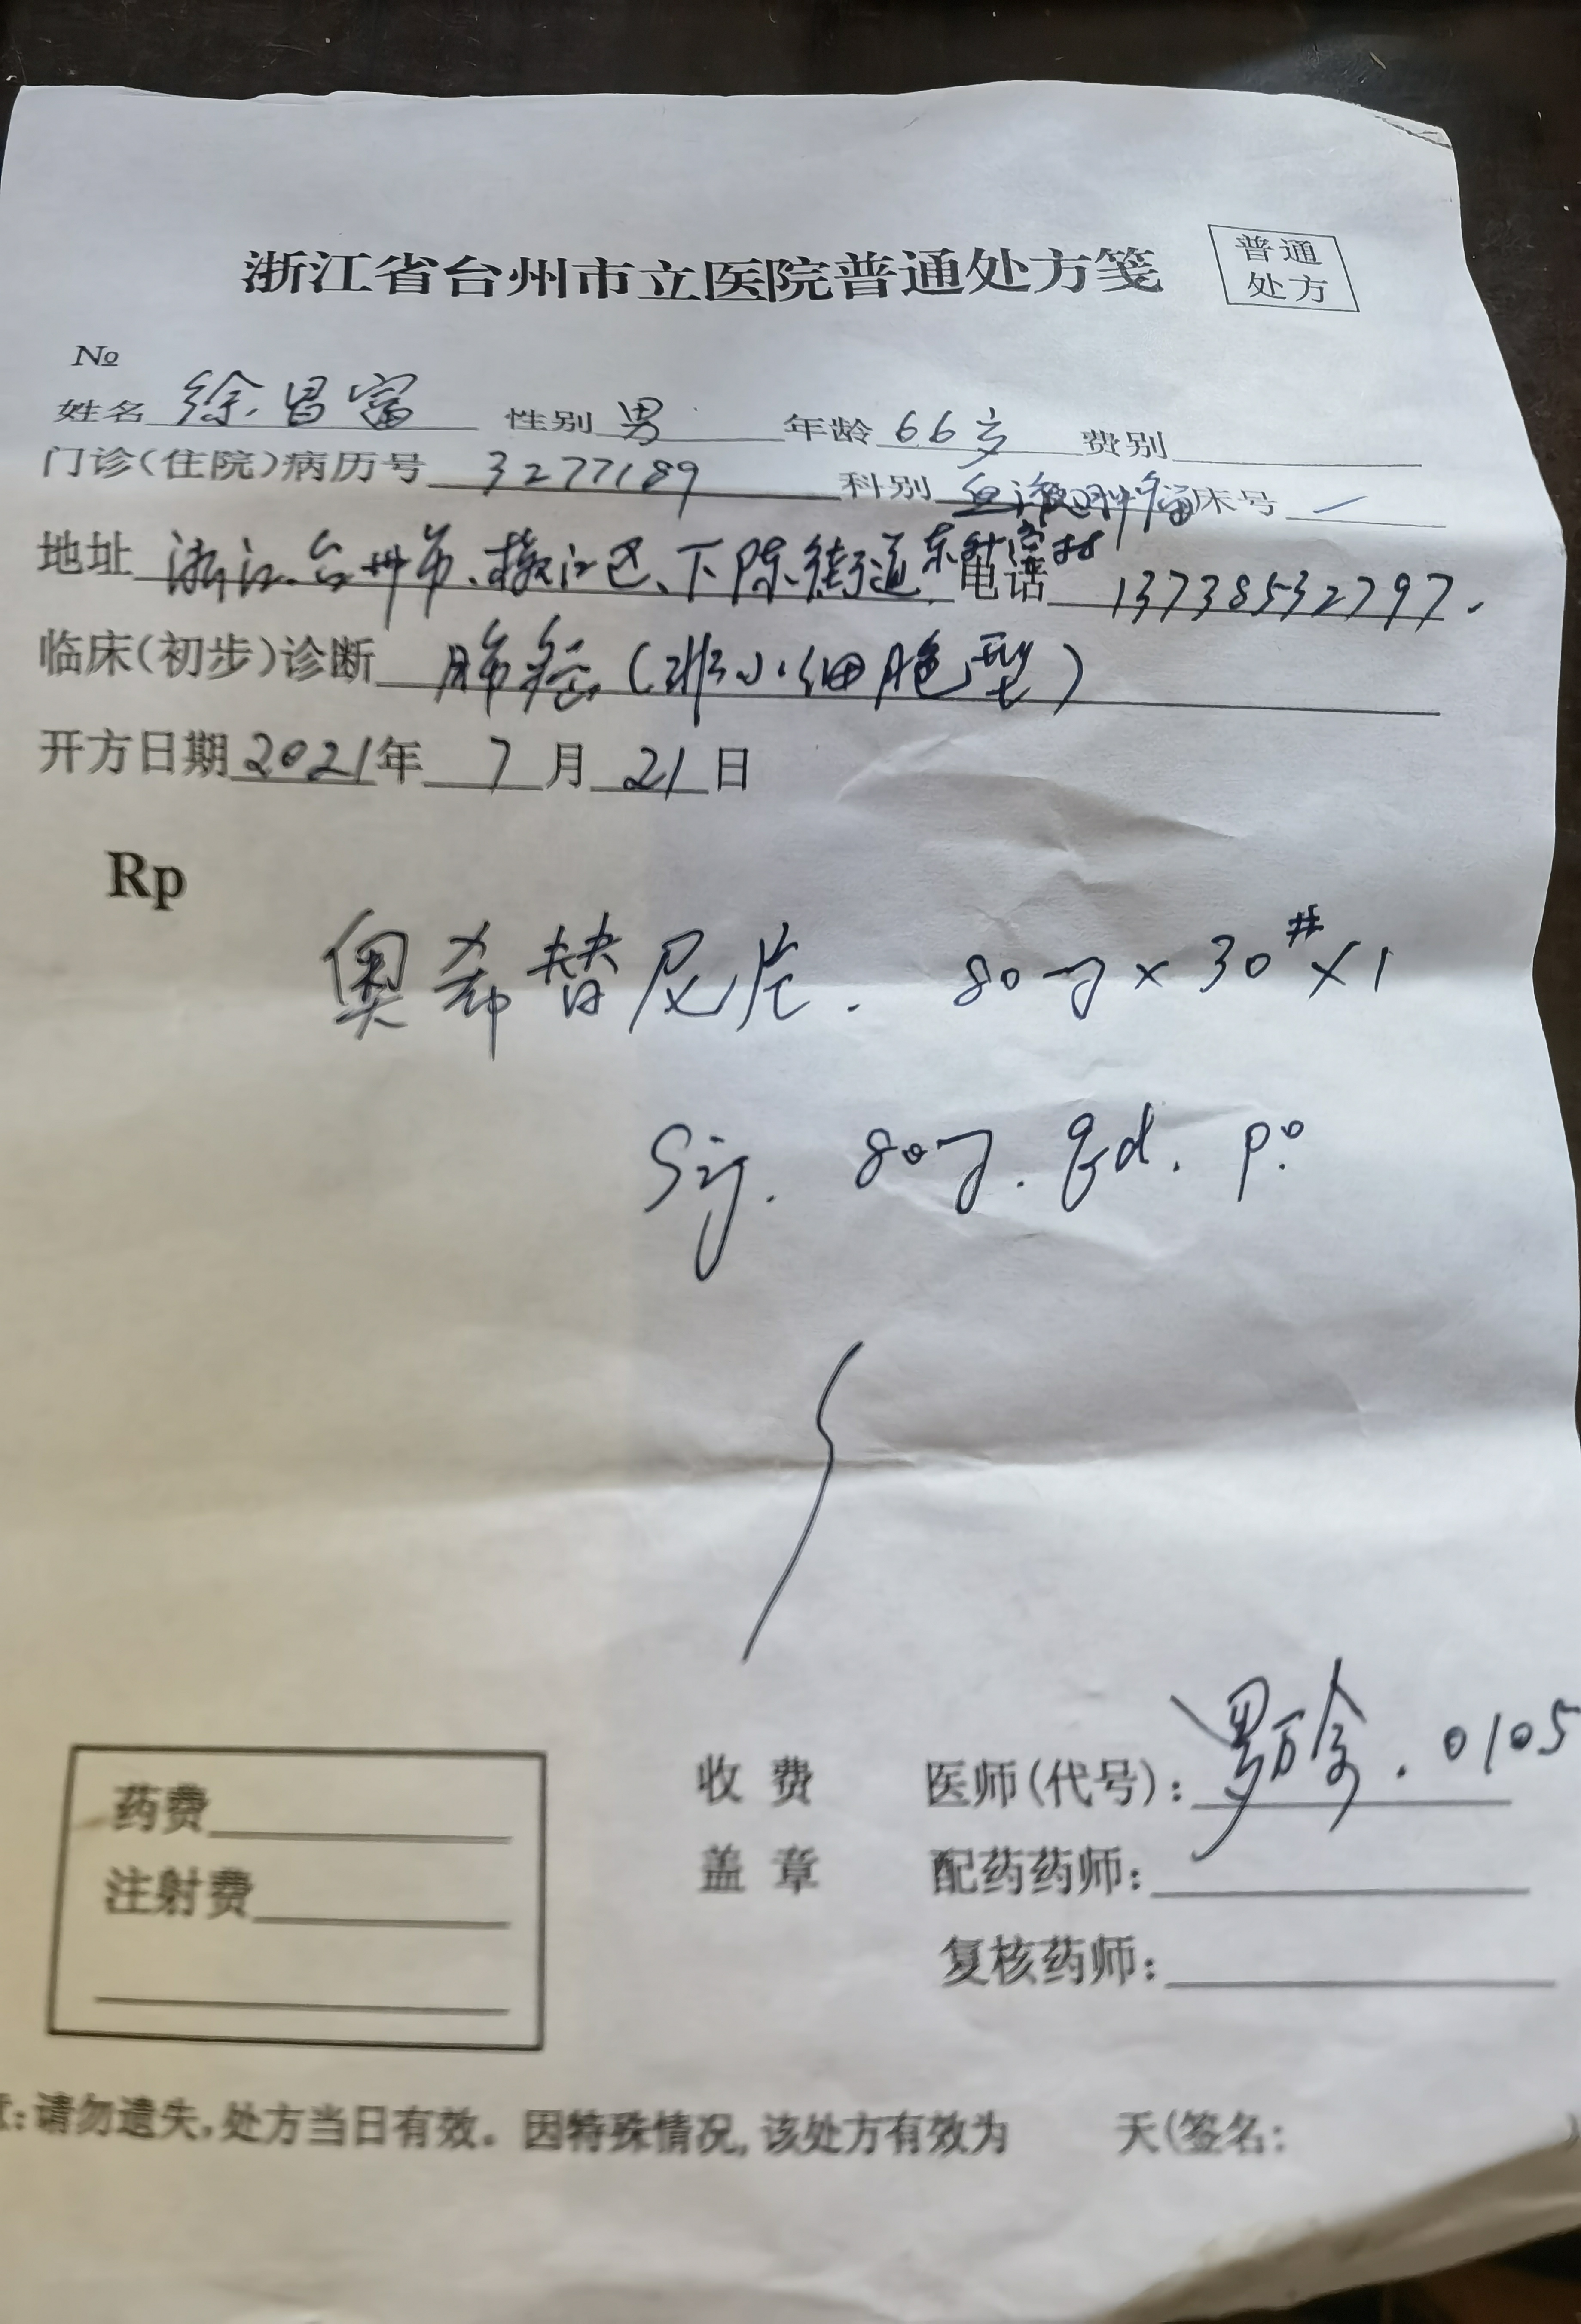 浙江省台州市立医院普通处方笺
普通
处方
№
姓名 徐昌富 性别 男 年龄 66岁 费别
门诊(住院)病历号 3277189 科别 血液肿瘤 床号 /
地址 浙江台州市、椒江区、下陈街道 电话 13738532797.
临床(初步)诊断 肺癌(非小细胞型)
开方日期 2021年 7月 21日
Rp
奥希替尼片. 80mg×30#×1
Sig. 80mg. qd. p.o
药费
注射费
收费
盖章
医师(代号): . 0105
配药药师:
复核药师:
:请勿遗失,处方当日有效。因特殊情况,该处方有效为 天(签名: )